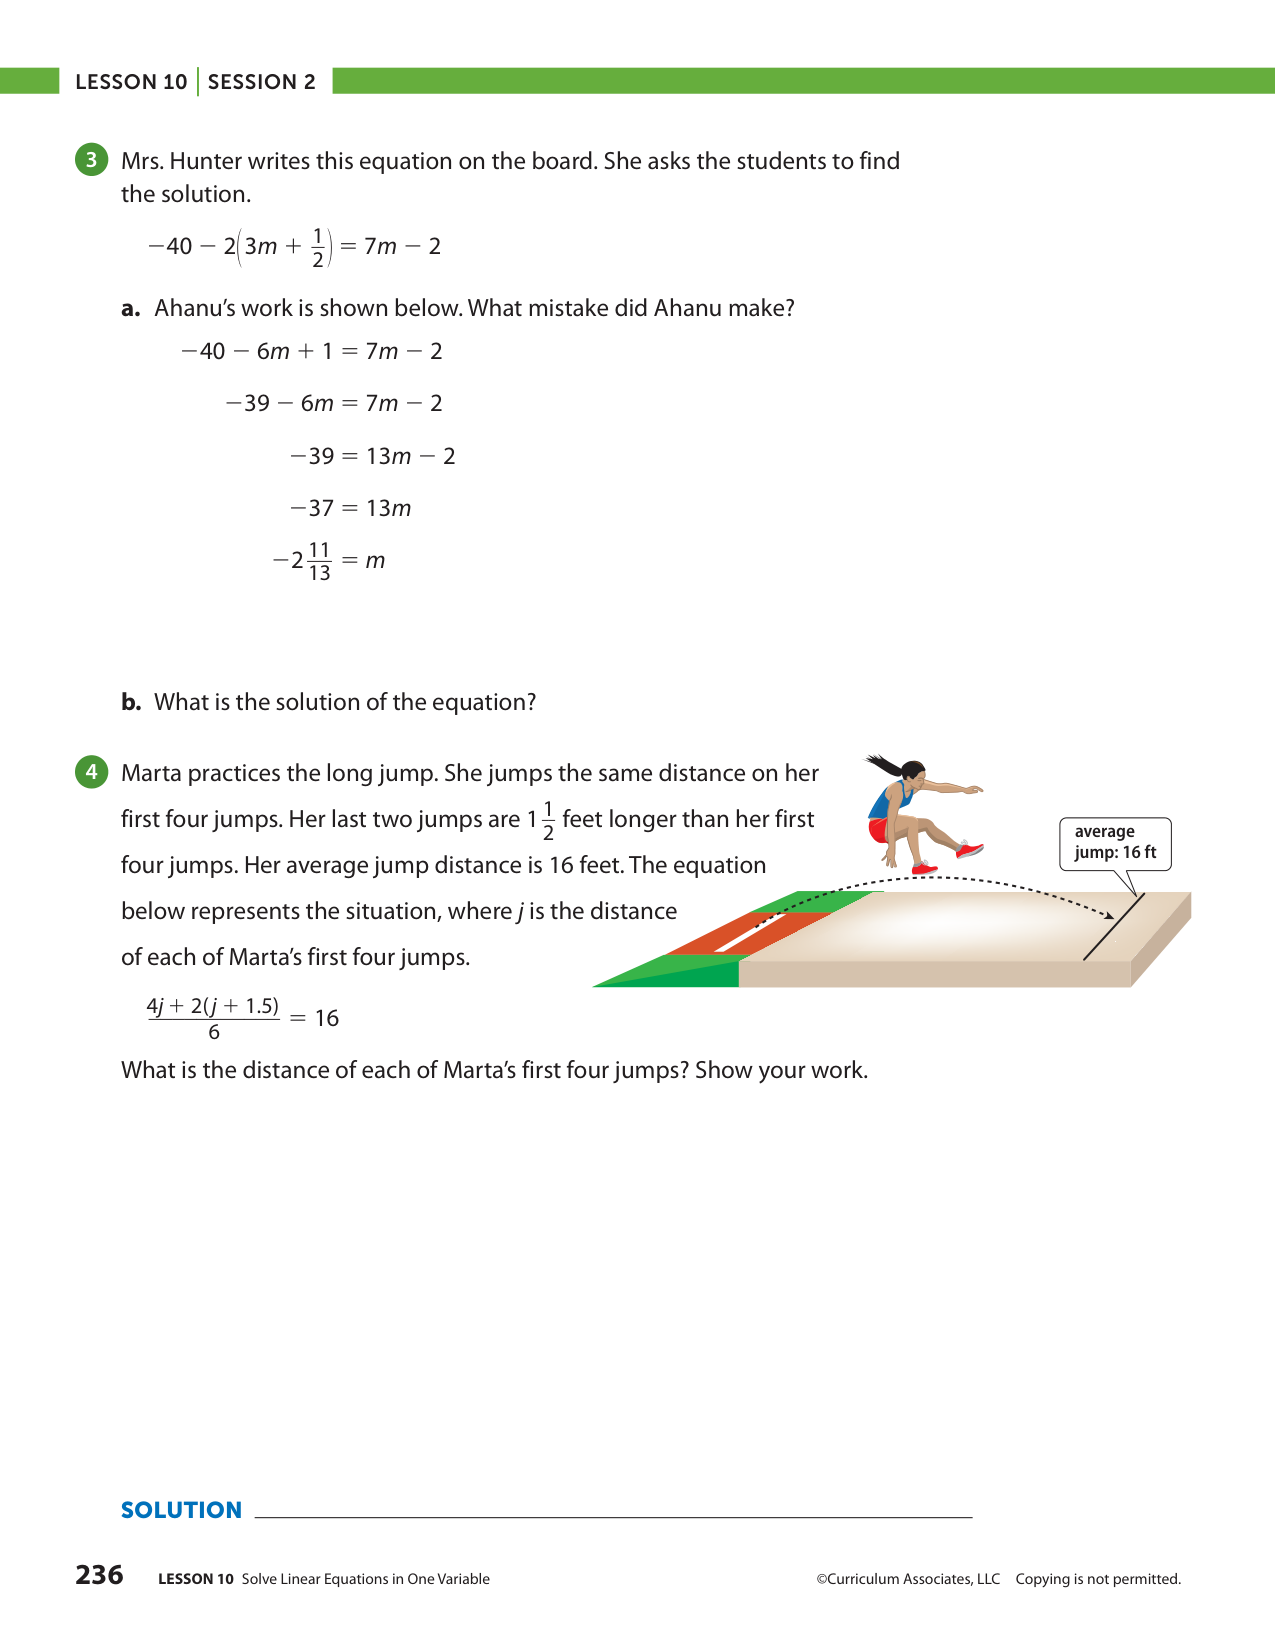 LESSON 10 | SESSION 2
3 Mrs. Hunter writes this equation on the board. She asks the students to find
the solution.
−40 − 2(3m + 1/2) = 7m − 2
a. Ahanu’s work is shown below. What mistake did Ahanu make?
−40 − 6m + 1 = 7m − 2
−39 − 6m = 7m − 2
−39 = 13m − 2
−37 = 13m
−2 11/13 = m
b. What is the solution of the equation?
4 Marta practices the long jump. She jumps the same distance on her
first four jumps. Her last two jumps are 1 1/2 feet longer than her first
four jumps. Her average jump distance is 16 feet. The equation
below represents the situation, where j is the distance
of each of Marta’s first four jumps.
average
jump: 16 ft
(4j + 2(j + 1.5))/6 = 16
What is the distance of each of Marta’s first four jumps? Show your work.
SOLUTION
236 LESSON 10 Solve Linear Equations in One Variable ©Curriculum Associates, LLC Copying is not permitted.